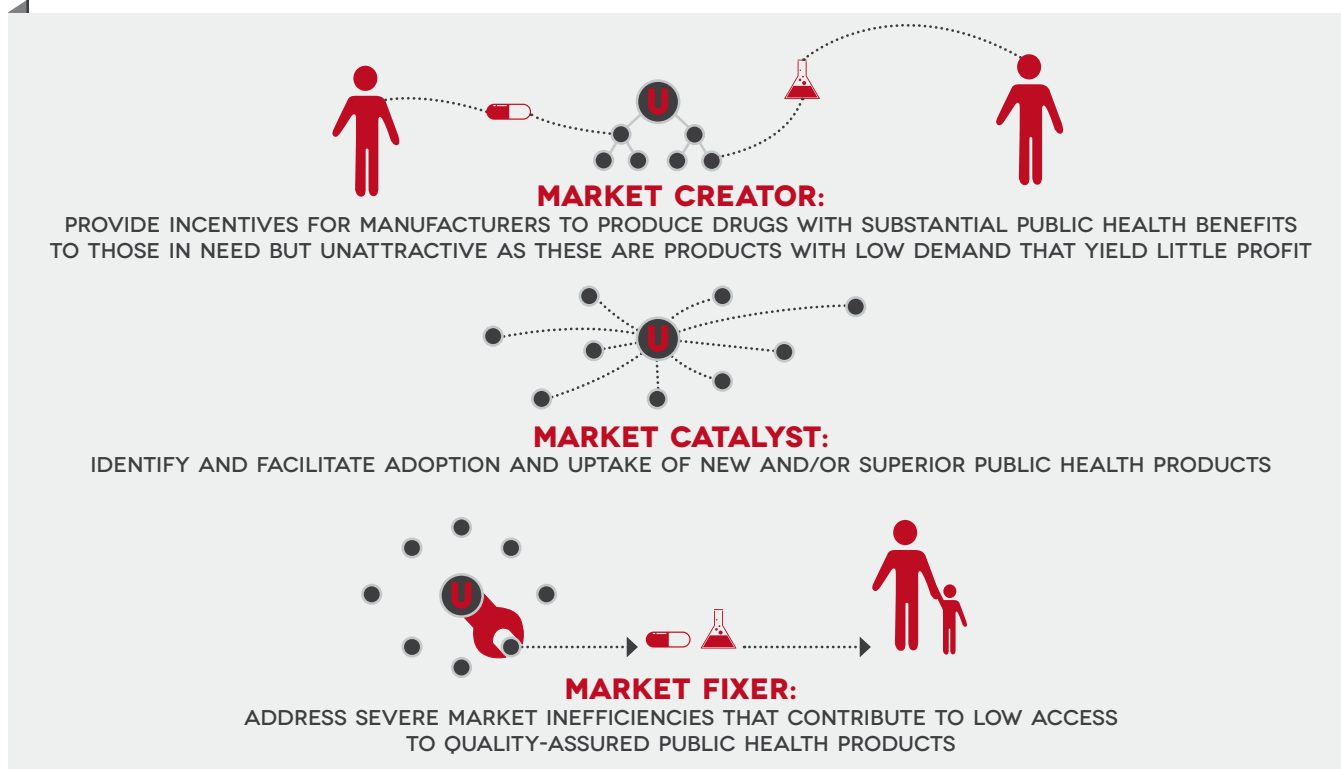 U
MARKET CREATOR:
PROVIDE INCENTIVES FOR MANUFACTURERS TO PRODUCE DRUGS WITH SUBSTANTIAL PUBLIC HEALTH BENEFITS
TO THOSE IN NEED BUT UNATTRACTIVE AS THESE ARE PRODUCTS WITH LOW DEMAND THAT YIELD LITTLE PROFIT
U
MARKET CATALYST:
IDENTIFY AND FACILITATE ADOPTION AND UPTAKE OF NEW AND/OR SUPERIOR PUBLIC HEALTH PRODUCTS
U
MARKET FIXER:
ADDRESS SEVERE MARKET INEFFICIENCIES THAT CONTRIBUTE TO LOW ACCESS
TO QUALITY-ASSURED PUBLIC HEALTH PRODUCTS